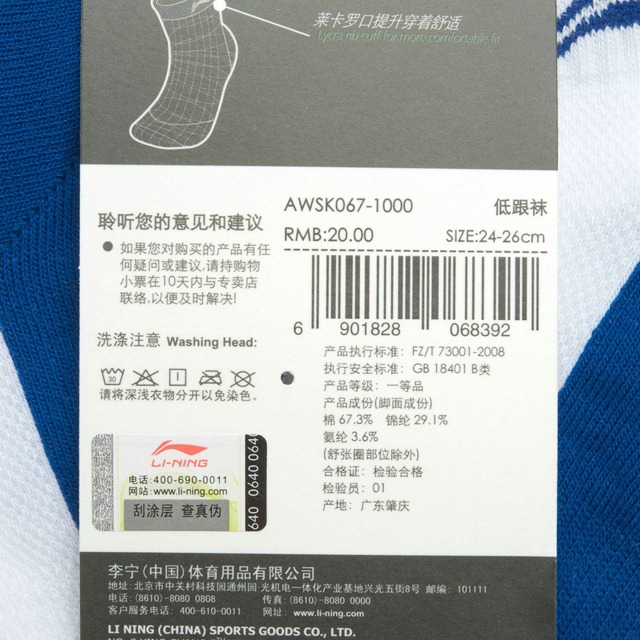 莱卡罗口提升穿着舒适
Lycra rib cuff for more comfortable fit
聆听您的意见和建议
● 如果您对购买的产品有任
何疑问或建议,请持购物
小票在10天内与专卖店
联络,以便及时解决!
洗涤注意 Washing Head:
30
请将深浅衣物分开以免染色。
AWSK067-1000 低跟袜
RMB:20.00 SIZE:24-26cm
6 901828 068392
产品执行标准: FZ/T 73001-2008
执行安全标准: GB 18401 B类
产品等级: 一等品
产品成份(脚面成份)
棉 67.3% 锦纶 29.1%
氨纶 3.6%
(舒张圈部位除外)
合格证: 检验合格
检验员: 01
产地: 广东肇庆
LI-NING
电话:400-690-0011
网站:www.li-ning.com
刮涂层 查真伪
640 0640 064
李宁(中国)体育用品有限公司
地址:北京市中关村科技园通州园·光机电一体化产业基地兴光五街8号 邮编: 101111
电话:(8610)-8080 0808 传真:(8610)-8080 0000
客户服务电话: 400-610-0011 网址: www.li-ning.com
LI NING (CHINA) SPORTS GOODS CO., LTD.